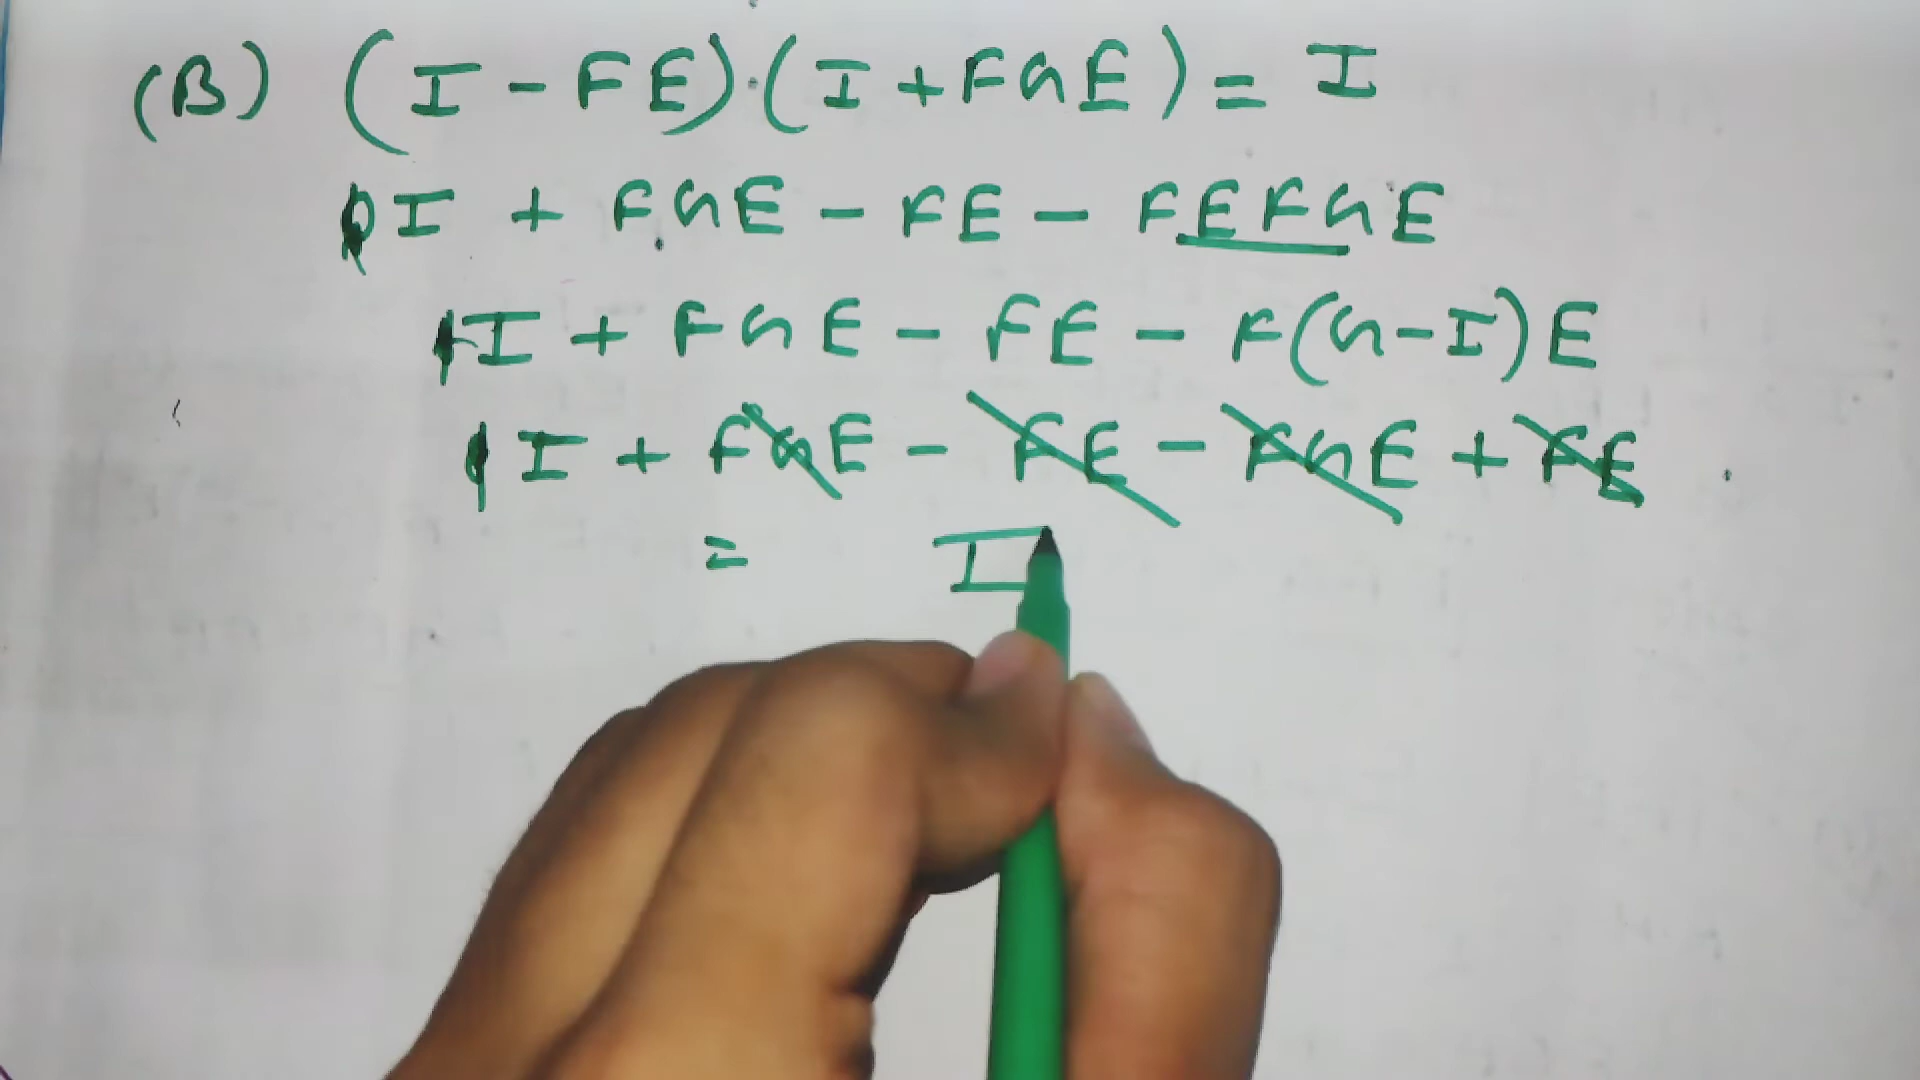 (B) (I - FE).(I + FGE) = I
I + FGE - FE - FEFGE
I + FGE - FE - F(G-I)E
I + FGE - FE - FGE + FE
= I